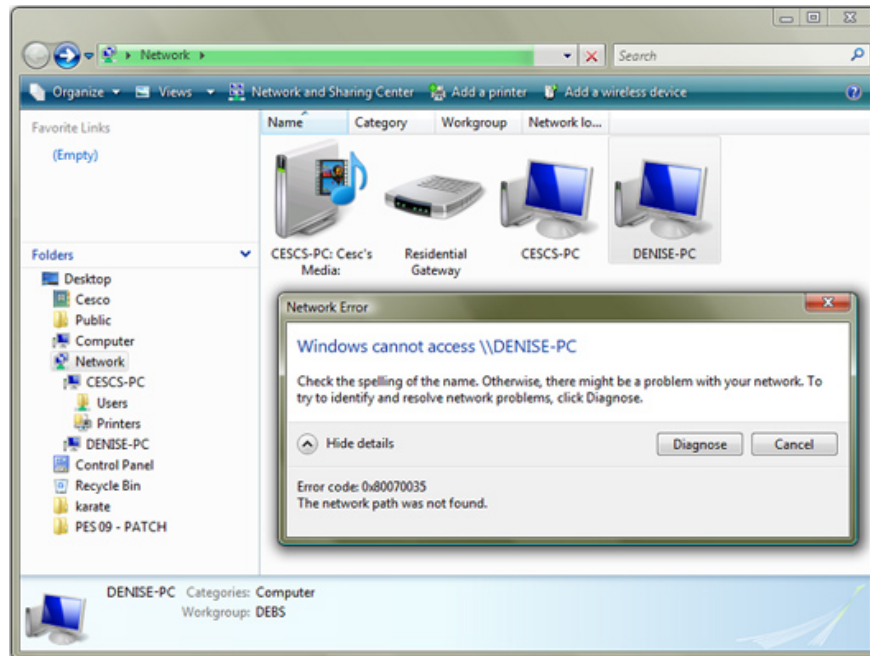 Network
Search
Organize Views Network and Sharing Center Add a printer Add a wireless device
Favorite Links
(Empty)
Folders
Desktop
Cesco
Public
Computer
Network
CESCS-PC
Users
Printers
DENISE-PC
Control Panel
Recycle Bin
karate
PES 09 - PATCH
Name Category Workgroup Network lo...
CESCS-PC: Cesc's
Media:
Residential
Gateway
CESCS-PC
DENISE-PC
Network Error
Windows cannot access \\DENISE-PC
Check the spelling of the name. Otherwise, there might be a problem with your network. To
try to identify and resolve network problems, click Diagnose.
Hide details
Diagnose Cancel
Error code: 0x80070035
The network path was not found.
DENISE-PC Categories: Computer
Workgroup: DEBS